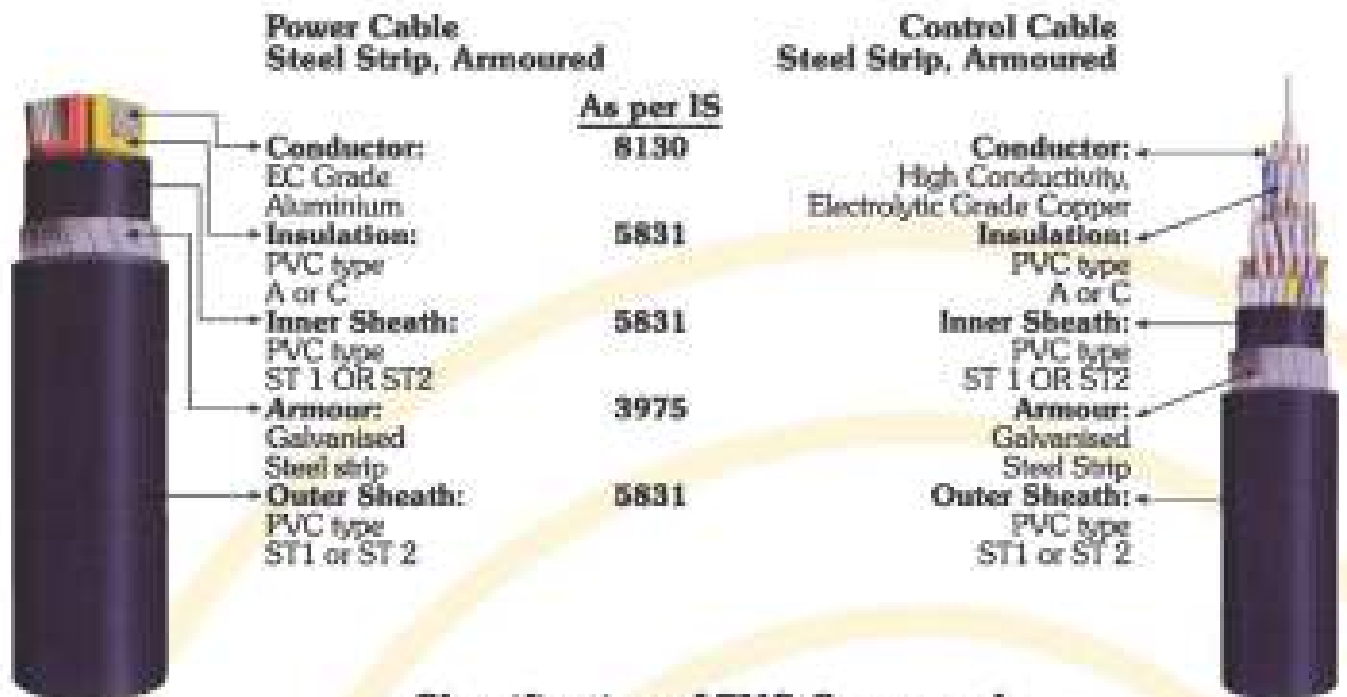 Power Cable
Steel Strip, Armoured
As per IS
Conductor: 8130
EC Grade
Aluminium
Insulation: 5831
PVC type
A or C
Inner Sheath: 5831
PVC type
ST 1 OR ST2
Armour: 3975
Galvanised
Steel strip
Outer Sheath: 5831
PVC type
ST1 or ST 2
Control Cable
Steel Strip, Armoured
Conductor:
High Conductivity,
Electrolytic Grade Copper
Insulation:
PVC type
A or C
Inner Sheath:
PVC type
ST 1 OR ST2
Armour:
Galvanised
Steel Strip
Outer Sheath:
PVC type
ST1 or ST 2